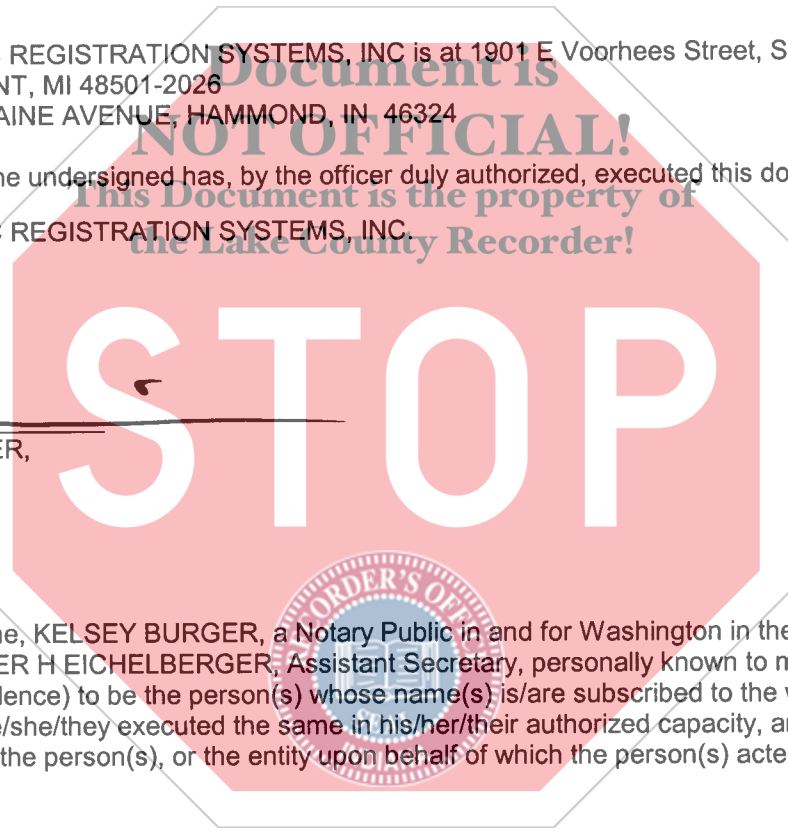 REGISTRATION SYSTEMS, INC is at 1901 E Voorhees Street, S
Document is
NT, MI 48501-2026
AINE AVENUE, HAMMOND, IN 46324
NOT OFFICIAL!
ne undersigned has, by the officer duly authorized, executed this do
This Document is the property of
C REGISTRATION SYSTEMS, INC.
the Lake County Recorder!
STOP
ER,
RECORDER'S OFFICE
ne, KELSEY BURGER, a Notary Public in and for Washington in the
ER H EICHELBERGER, Assistant Secretary, personally known to m
lence) to be the person(s) whose name(s) is/are subscribed to the w
e/she/they executed the same in his/her/their authorized capacity, an
the person(s), or the entity upon behalf of which the person(s) acte